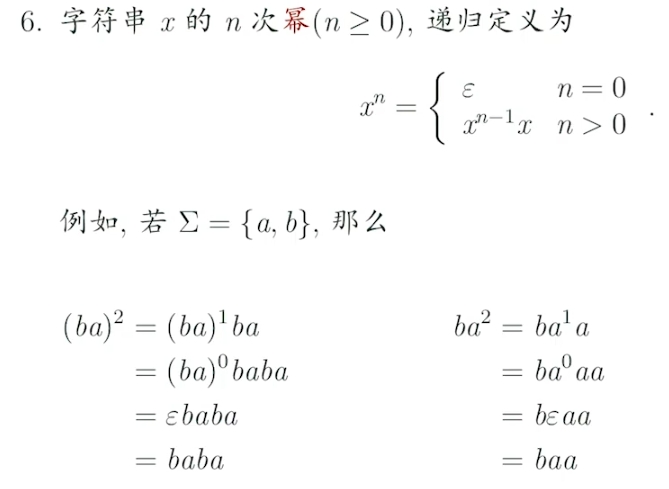 6. 字符串 x 的 n 次幂(n ≥ 0), 递归定义为
xⁿ = { ε n = 0
xⁿ⁻¹x n > 0 .
例如, 若 Σ = {a, b}, 那么
(ba)² = (ba)¹ba ba² = ba¹a
= (ba)⁰baba = ba⁰aa
= εbaba = bεaa
= baba = baa